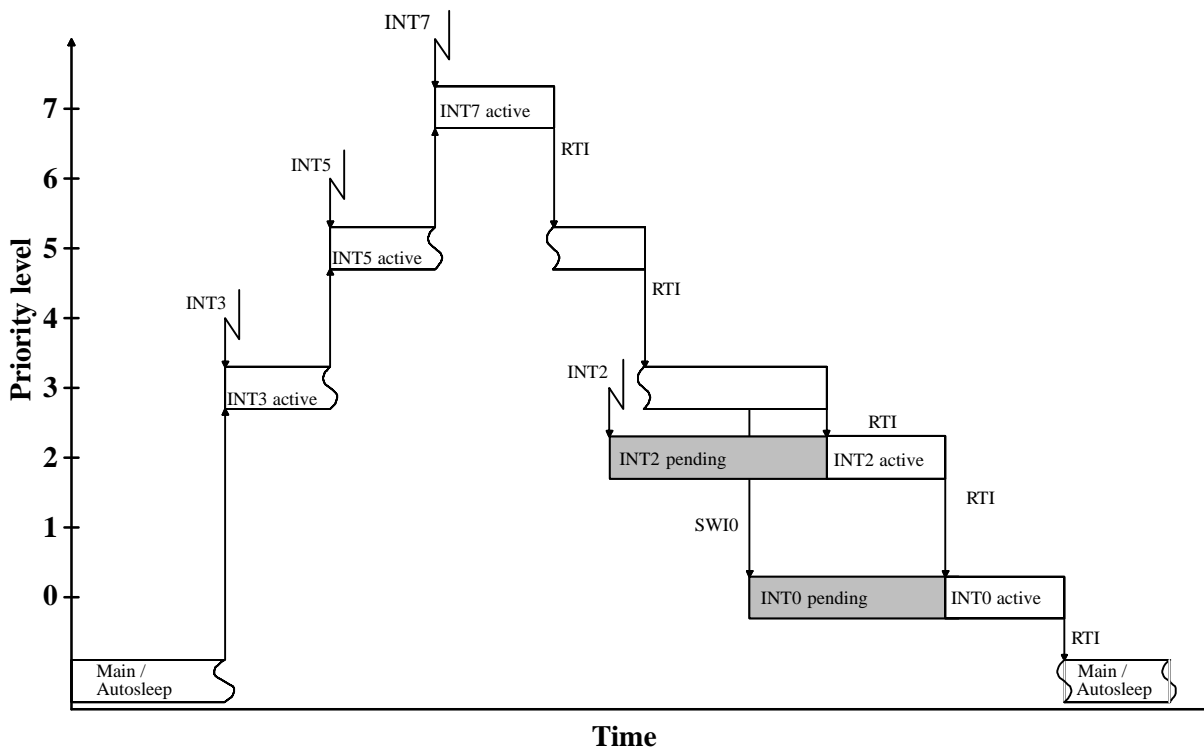 INT7
7
INT7 active
RTI
INT5
6
5
INT5 active
RTI
INT3
4
3
INT3 active
INT2
RTI
2
INT2 pending
INT2 active
RTI
1
SWI0
0
INT0 pending
INT0 active
RTI
Main /
Autosleep
Main /
Autosleep
Priority level
Time